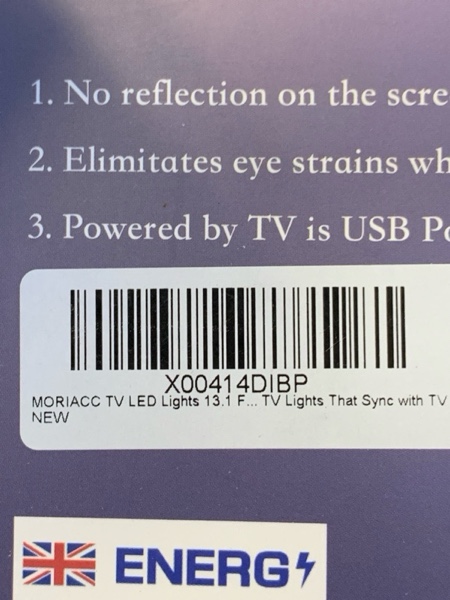 1. No reflection on the scre
2. Elimitates eye strains wh
3. Powered by TV is USB Po
X00414DIBP
MORIACC TV LED Lights 13.1 F... TV Lights That Sync with TV
NEW
ENERG